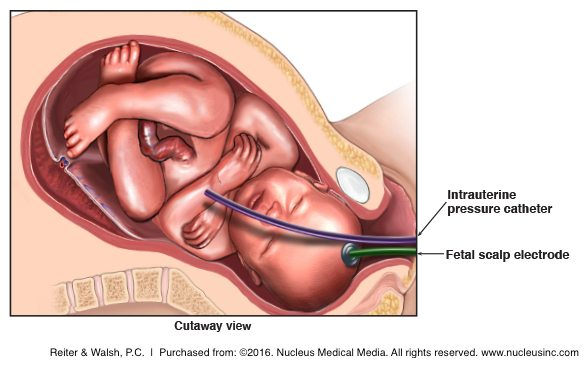 Intrauterine
pressure catheter
Fetal scalp electrode
Cutaway view
Reiter & Walsh, P.C. | Purchased from: ©2016. Nucleus Medical Media. All rights reserved. www.nucleusinc.com